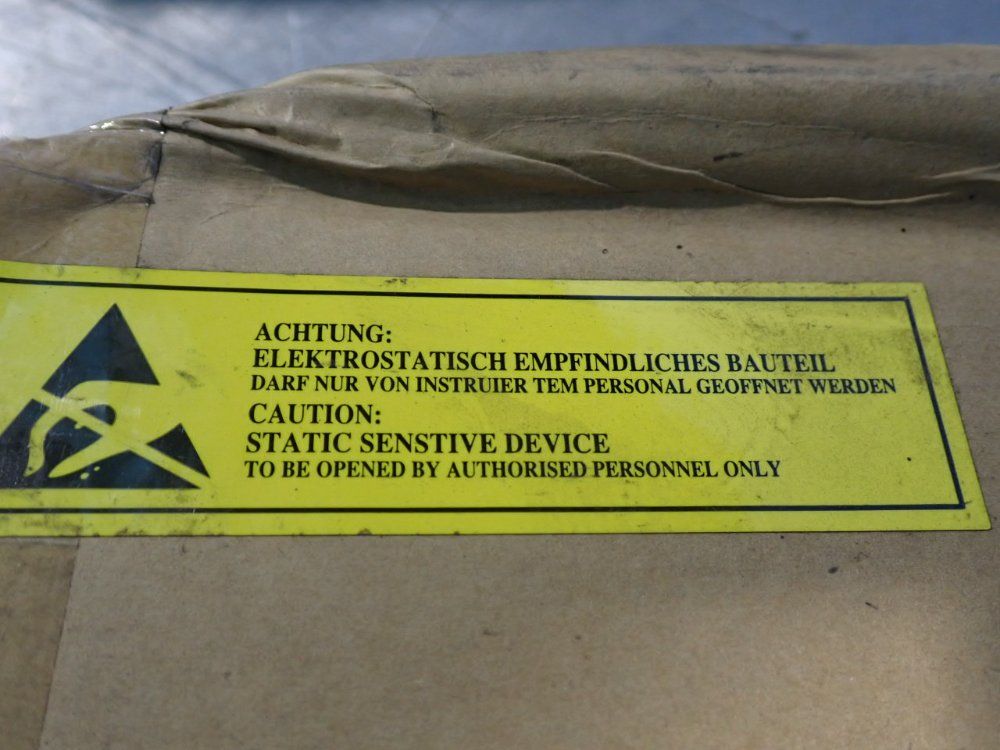 ACHTUNG:
ELEKTROSTATISCH EMPFINDLICHES BAUTEIL
DARF NUR VON INSTRUIER TEM PERSONAL GEOFFNET WERDEN
CAUTION:
STATIC SENSTIVE DEVICE
TO BE OPENED BY AUTHORISED PERSONNEL ONLY